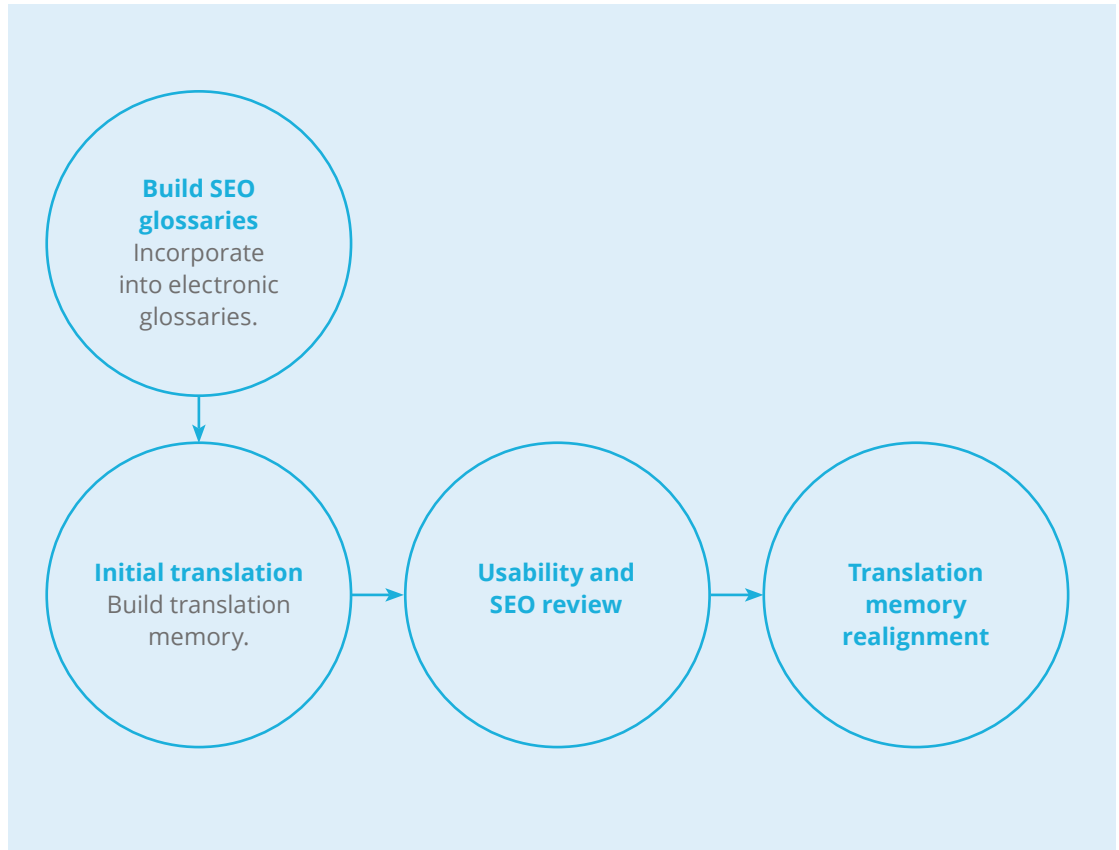 Build SEO
glossaries
Incorporate
into electronic
glossaries.
Initial translation
Build translation
memory.
Usability and
SEO review
Translation
memory
realignment